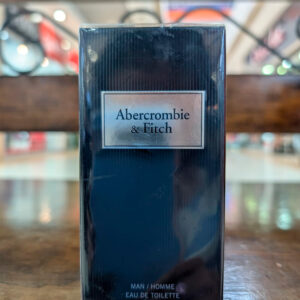 Abercrombie
& Fitch
MAN / HOMME
EAU DE TOILETTE